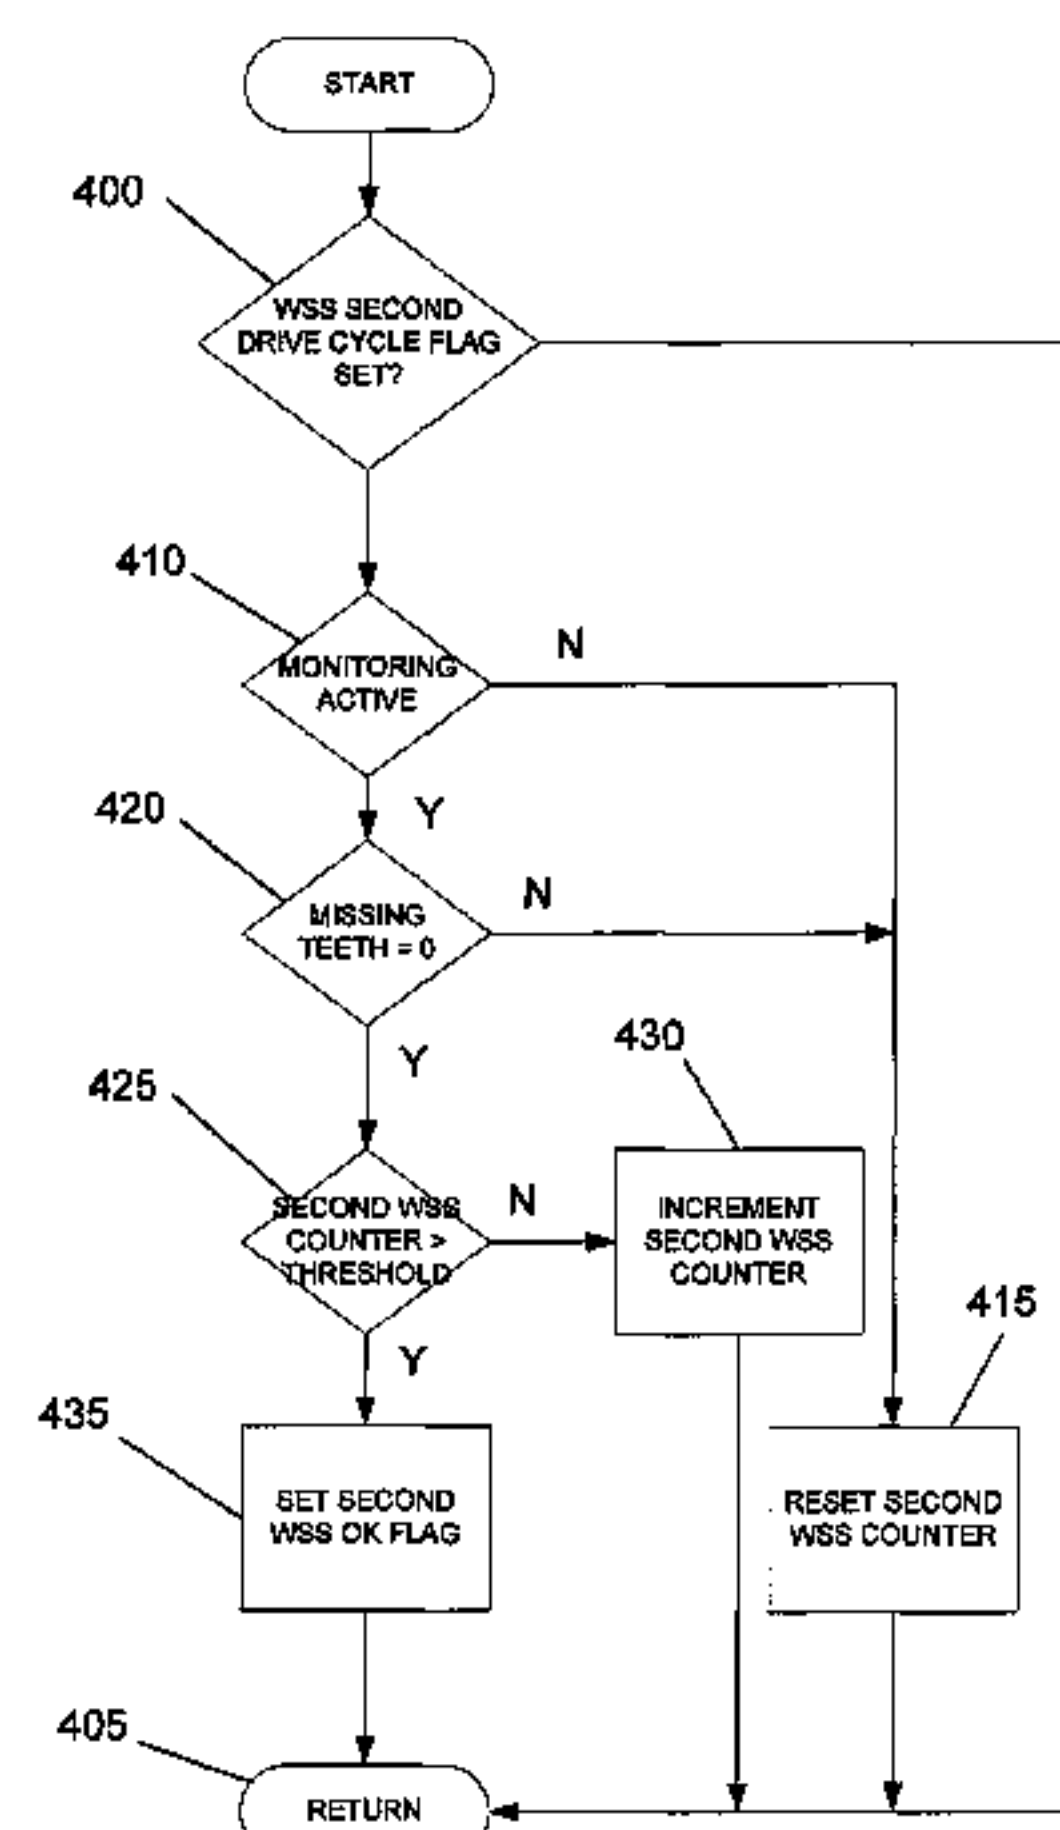 START
400
WSS SECOND
DRIVE CYCLE FLAG
SET?
410
MONITORING
ACTIVE
N
Y
420
MISSING
TEETH = 0
N
Y
425
SECOND WSS
COUNTER >
THRESHOLD
N
430
INCREMENT
SECOND WSS
COUNTER
Y
415
RESET SECOND
WSS COUNTER
435
SET SECOND
WSS OK FLAG
405
RETURN